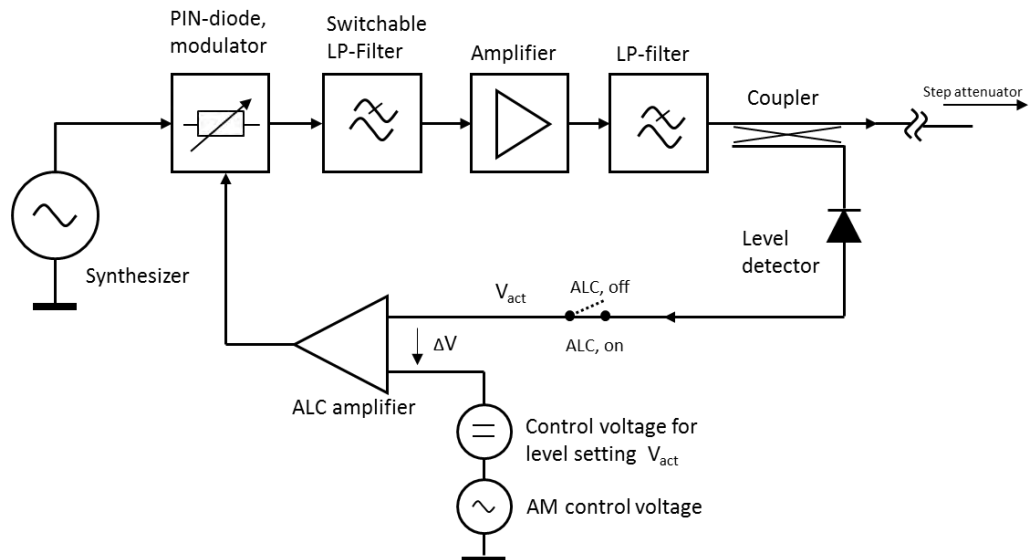 PIN-diode,
modulator
Switchable
LP-Filter
Amplifier
LP-filter
Coupler
Step attenuator
Synthesizer
Level
detector
V_act
ALC, off
ALC, on
ΔV
ALC amplifier
Control voltage for
level setting V_act
AM control voltage